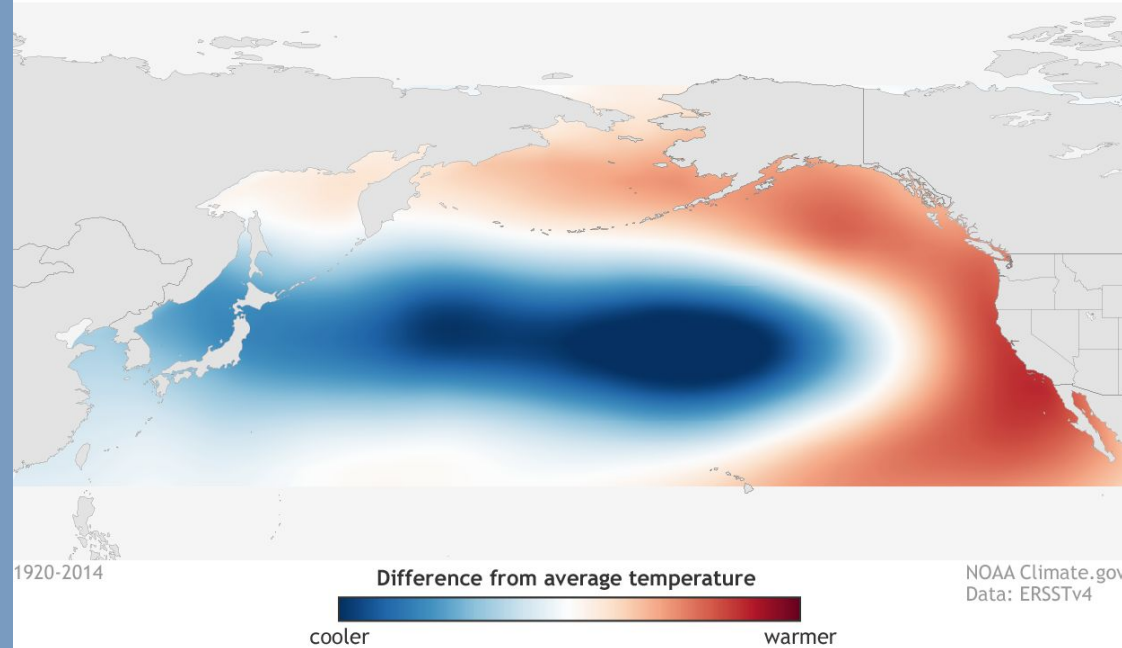 1920-2014
Difference from average temperature
cooler
warmer
NOAA Climate.gov
Data: ERSSTv4